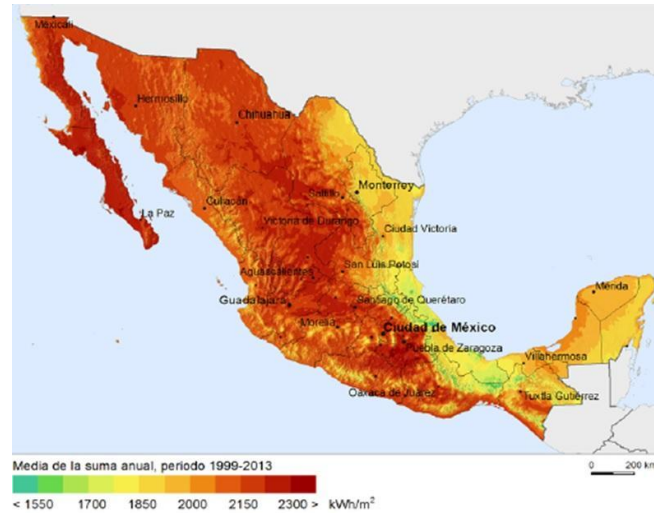 Mexicali
Hermosillo
Chihuahua
Saltillo
Monterrey
Culiacán
La Paz
Victoria de Durango
Ciudad Victoria
Aguascalientes
San Luis Potosí
Guadalajara
Santiago de Querétaro
Mérida
Morelia
Ciudad de México
Puebla de Zaragoza
Villahermosa
Oaxaca de Juárez
Tuxtla Gutiérrez
Media de la suma anual, período 1999-2013
0 200 km
< 1550 1700 1850 2000 2150 2300 > kWh/m²